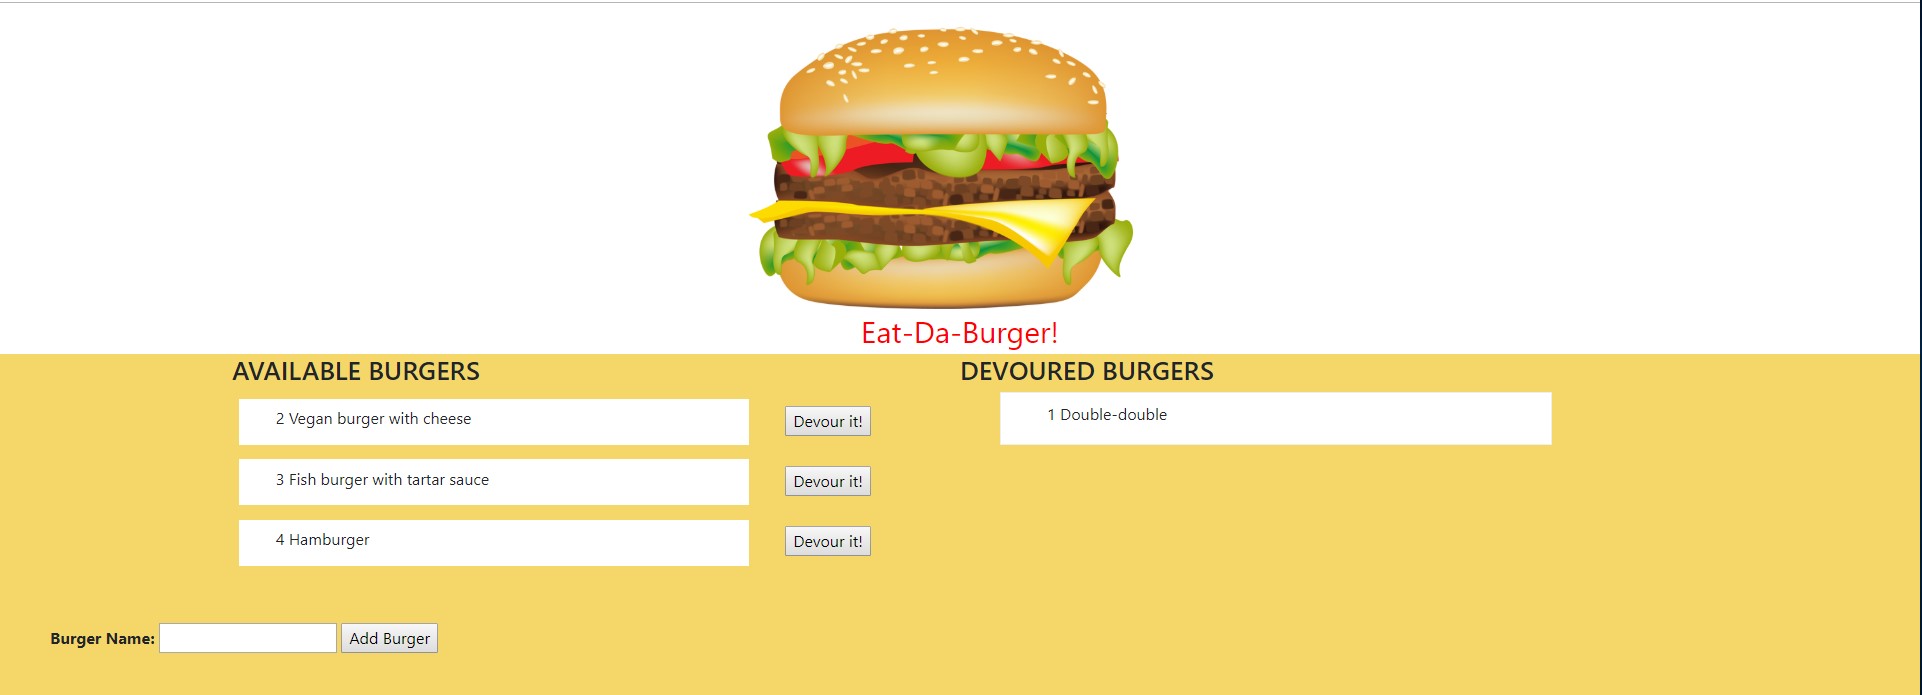 Eat-Da-Burger!
AVAILABLE BURGERS
2 Vegan burger with cheese
Devour it!
3 Fish burger with tartar sauce
Devour it!
4 Hamburger
Devour it!
DEVOURED BURGERS
1 Double-double
Burger Name:
Add Burger